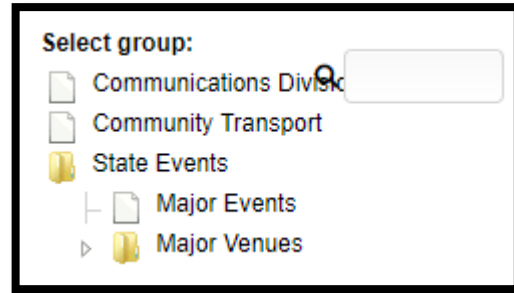 Select group:
Communications Divisio
Community Transport
State Events
Major Events
Major Venues